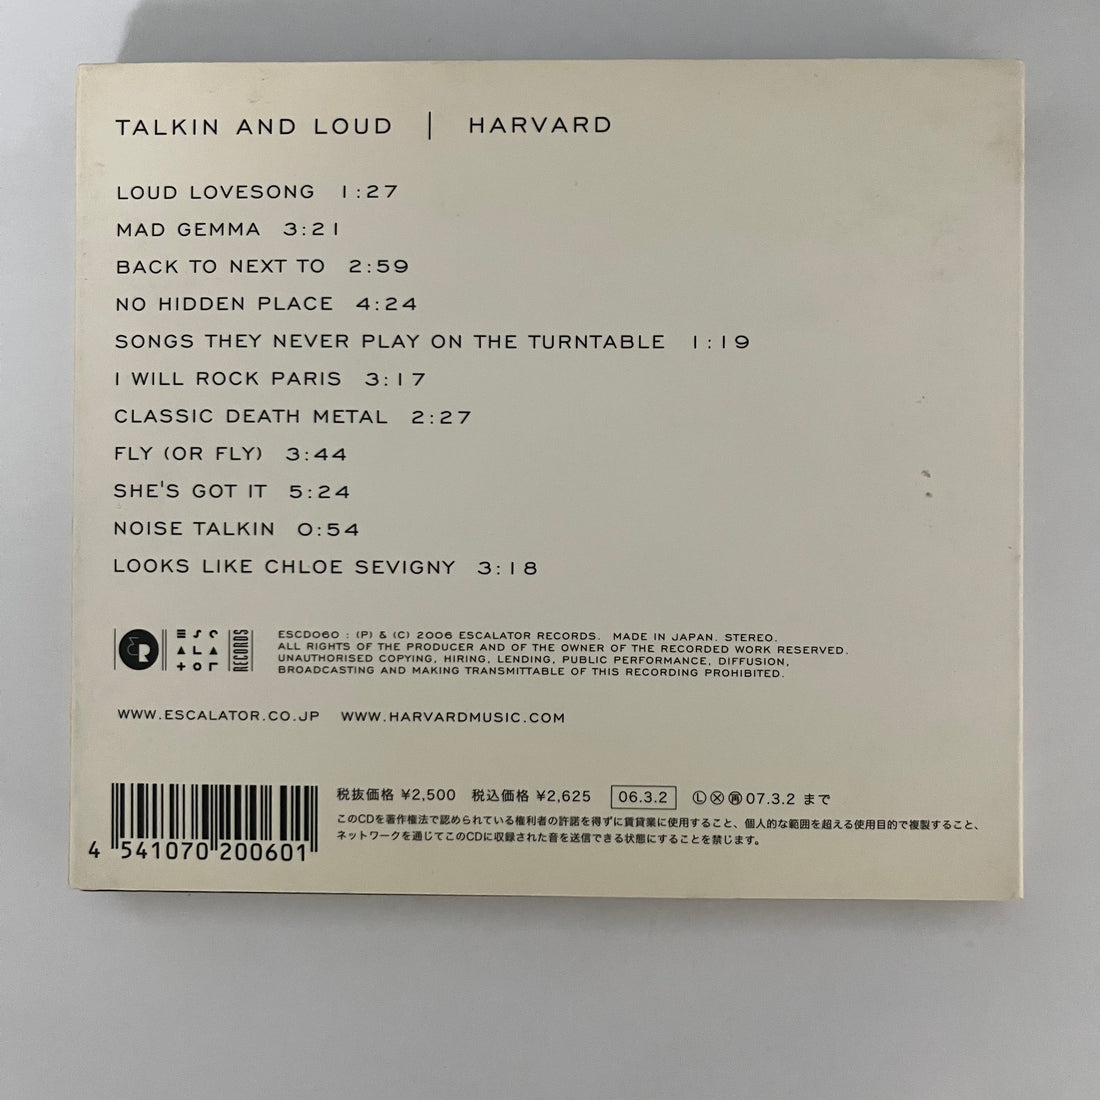 TALKIN AND LOUD | HARVARD
LOUD LOVESONG 1:27
MAD GEMMA 3:21
BACK TO NEXT TO 2:59
NO HIDDEN PLACE 4:24
SONGS THEY NEVER PLAY ON THE TURNTABLE 1:19
I WILL ROCK PARIS 3:17
CLASSIC DEATH METAL 2:27
FLY (OR FLY) 3:44
SHE'S GOT IT 5:24
NOISE TALKIN 0:54
LOOKS LIKE CHLOE SEVIGNY 3:18
ESCALATOR RECORDS
ESCD060 : (P) & (C) 2006 ESCALATOR RECORDS. MADE IN JAPAN. STEREO.
ALL RIGHTS OF THE PRODUCER AND OF THE OWNER OF THE RECORDED WORK RESERVED.
UNAUTHORISED COPYING, HIRING, LENDING, PUBLIC PERFORMANCE, DIFFUSION,
BROADCASTING AND MAKING TRANSMITTABLE OF THIS RECORDING PROHIBITED.
WWW.ESCALATOR.CO.JP WWW.HARVARDMUSIC.COM
税抜価格 ¥2,500 税込価格 ¥2,625 06.3.2 Ⓛⓧ㊢07.3.2 まで
このCDを著作権法で認められている権利者の許諾を得ずに賃貸業に使用すること、個人的な範囲を超える使用目的で複製すること、
ネットワークを通じてこのCDに収録された音を送信できる状態にすることを禁じます。
4 541070 200601